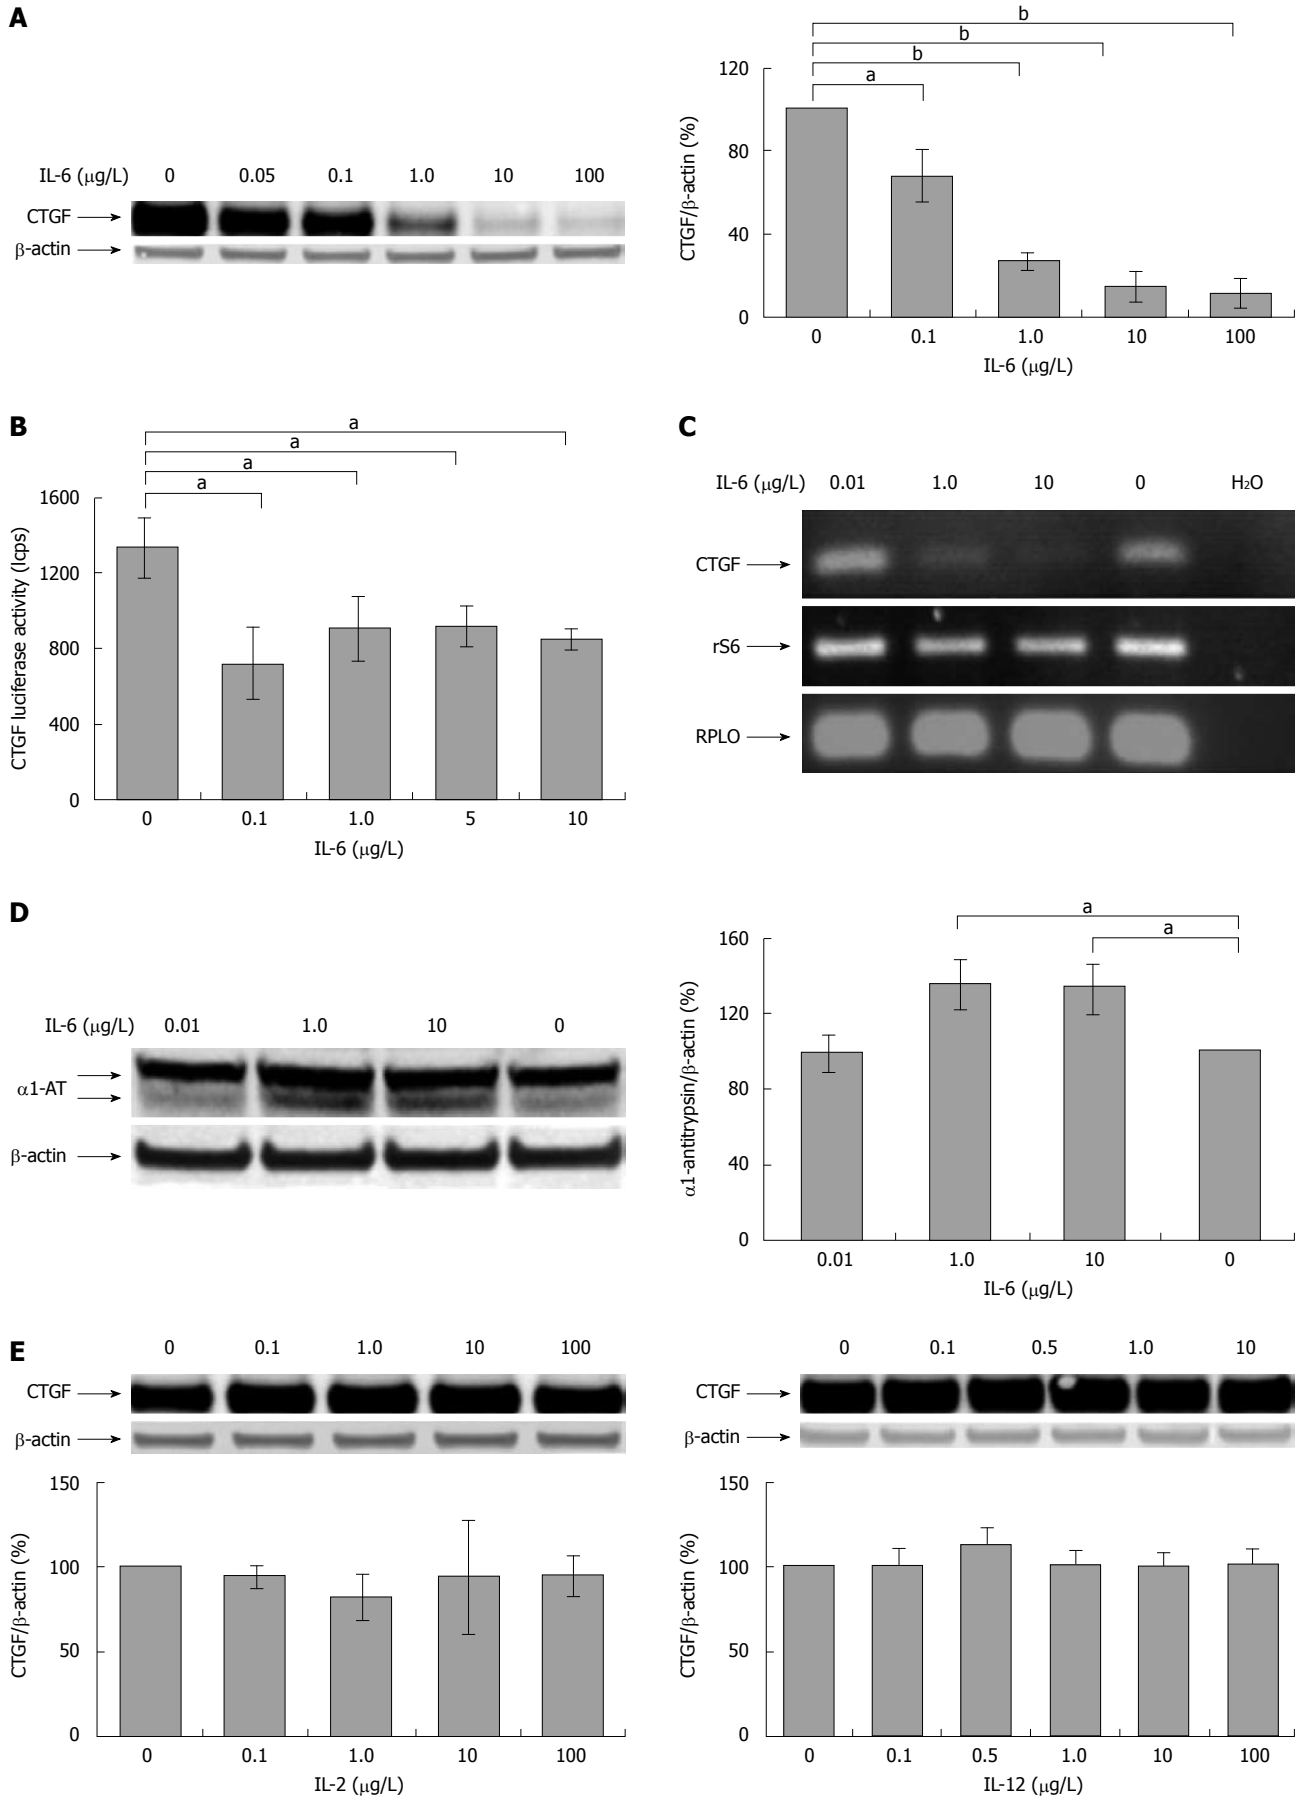 A
IL-6 (μg/L) 0 0.05 0.1 1.0 10 100
CTGF
β-actin
b
b
b
a
120
80
40
0
CTGF/β-actin (%)
0 0.1 1.0 10 100
IL-6 (μg/L)
B
a
a
a
a
1600
1200
800
400
0
CTGF luciferase activity (Icps)
0 0.1 1.0 5 10
IL-6 (μg/L)
C
IL-6 (μg/L) 0.01 1.0 10 0 H₂O
CTGF
rS6
RPLO
D
IL-6 (μg/L) 0.01 1.0 10 0
α1-AT
β-actin
a
a
160
120
80
40
0
α1-antitrypsin/β-actin (%)
0.01 1.0 10 0
IL-6 (μg/L)
E
0 0.1 1.0 10 100
CTGF
β-actin
150
100
50
0
CTGF/β-actin (%)
0 0.1 1.0 10 100
IL-2 (μg/L)
0 0.1 0.5 1.0 10
CTGF
β-actin
150
100
50
0
CTGF/β-actin (%)
0 0.1 0.5 1.0 10 100
IL-12 (μg/L)